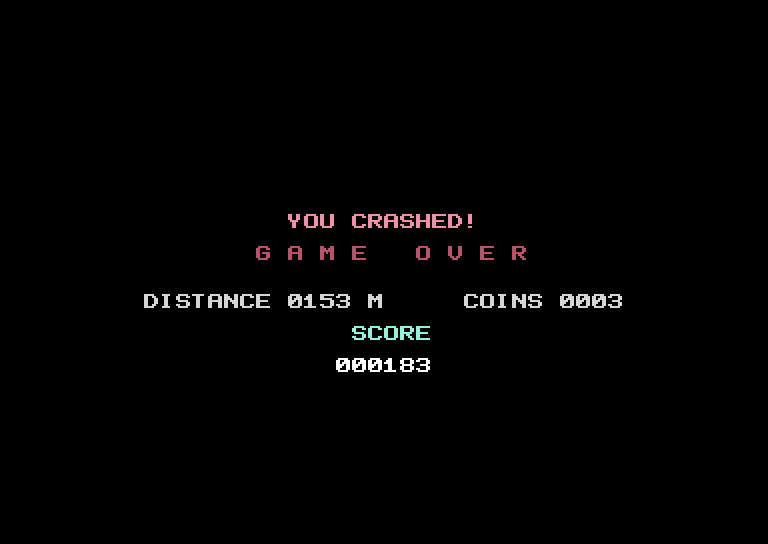 YOU CRASHED!
G A M E   O V E R
DISTANCE 0153 M     COINS 0003
SCORE
000183